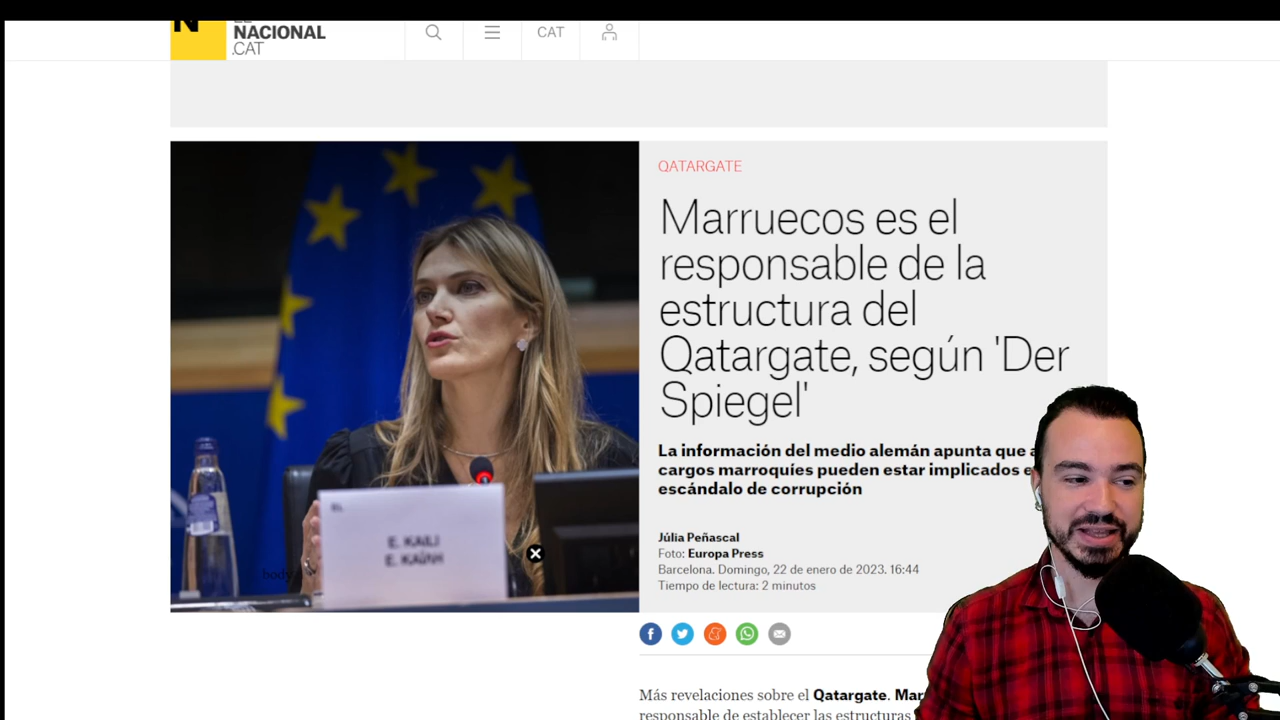 NACIONAL
.CAT
CAT
QATARGATE
Marruecos es el
responsable de la
estructura del
Qatargate, según 'Der
Spiegel'
La información del medio alemán apunta que
cargos marroquíes pueden estar implicados
escándalo de corrupción
Júlia Peñascal
Foto: Europa Press
Barcelona. Domingo, 22 de enero de 2023. 16:44
Tiempo de lectura: 2 minutos
E. KAILI
E. KAÏLH
Más revelaciones sobre el Qatargate.
responsable de establecer las estructuras